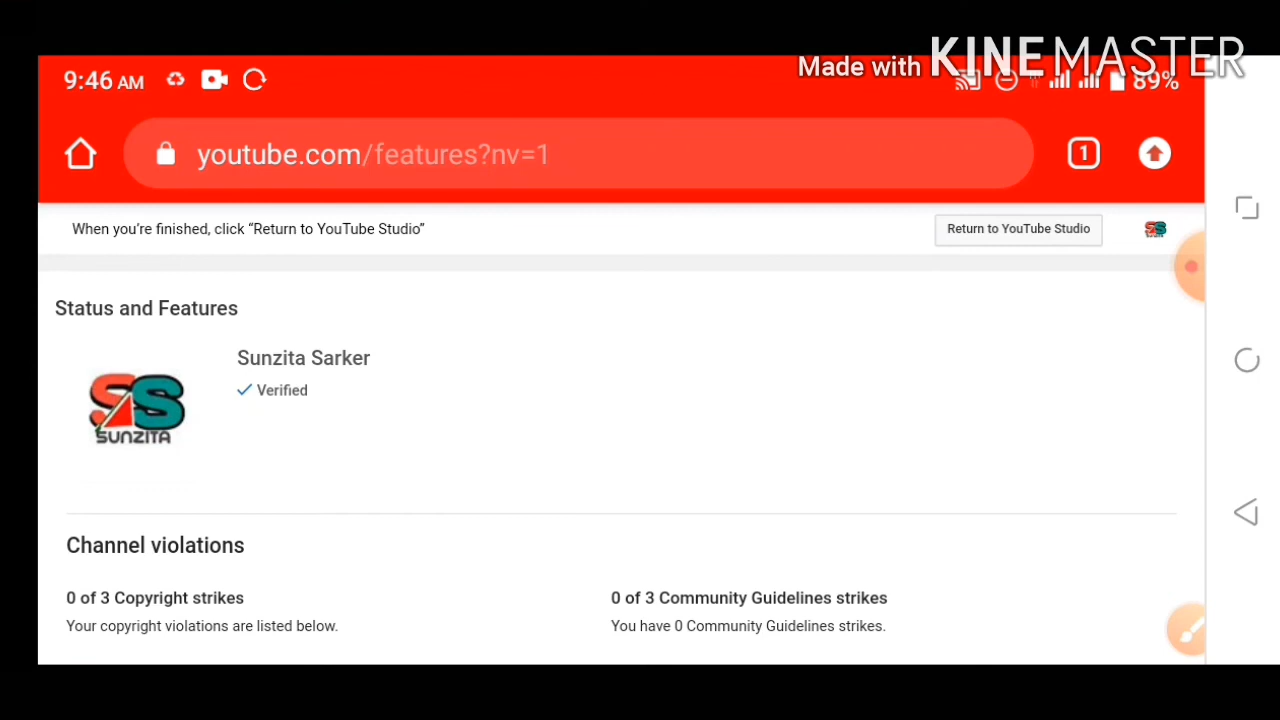 Made with KINEMASTER
9:46 AM
89%
youtube.com/features?nv=1
1
When you're finished, click “Return to YouTube Studio”
Return to YouTube Studio
Status and Features
Sunzita Sarker
Verified
SS
SUNZITA
Channel violations
0 of 3 Copyright strikes
0 of 3 Community Guidelines strikes
Your copyright violations are listed below.
You have 0 Community Guidelines strikes.